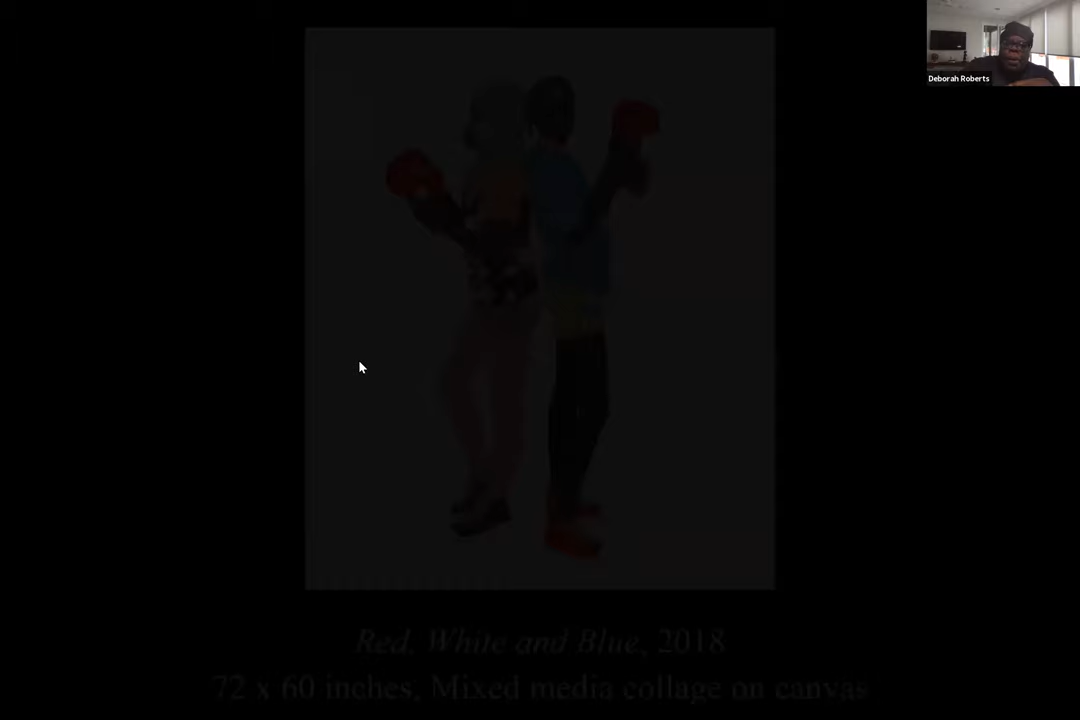 Deborah Roberts
Red, White and Blue, 2018
72 x 60 inches, Mixed media collage on canvas